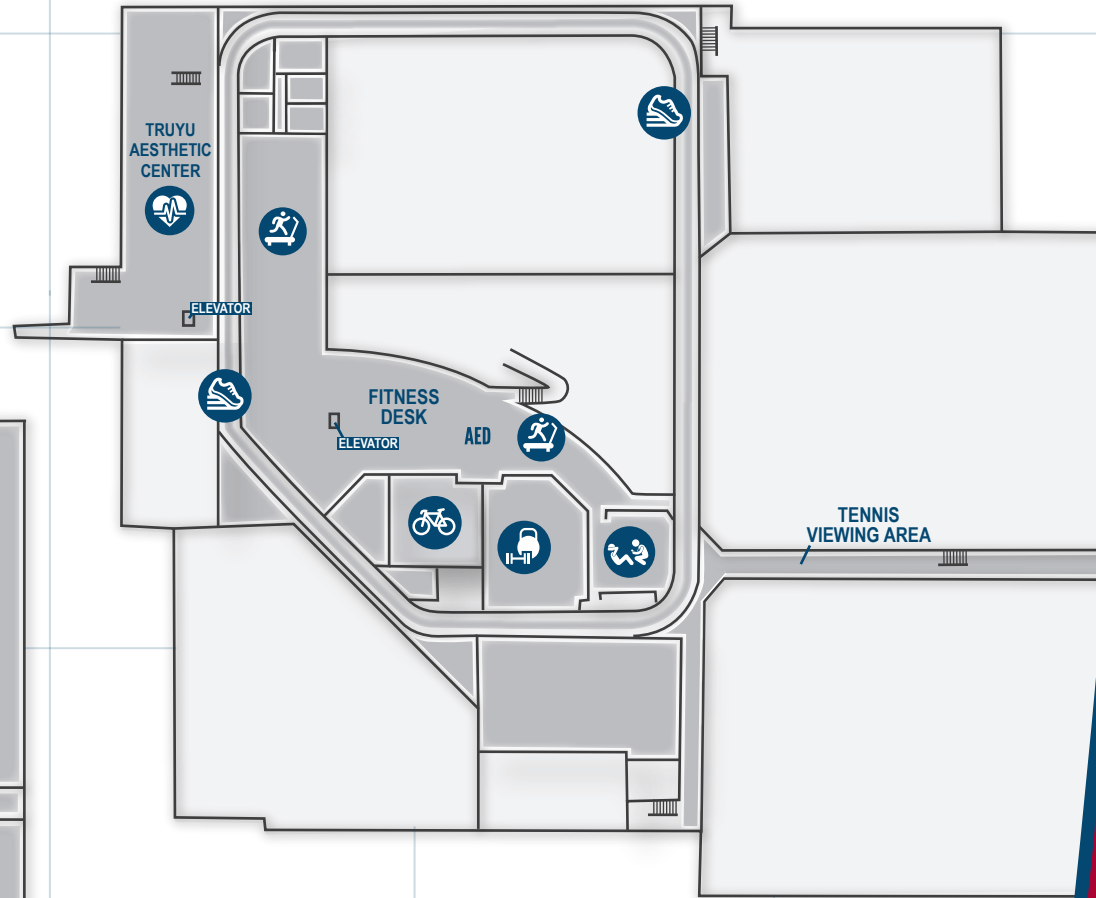 TRUYU
AESTHETIC
CENTER
ELEVATOR
FITNESS
DESK
AED
ELEVATOR
TENNIS
VIEWING AREA